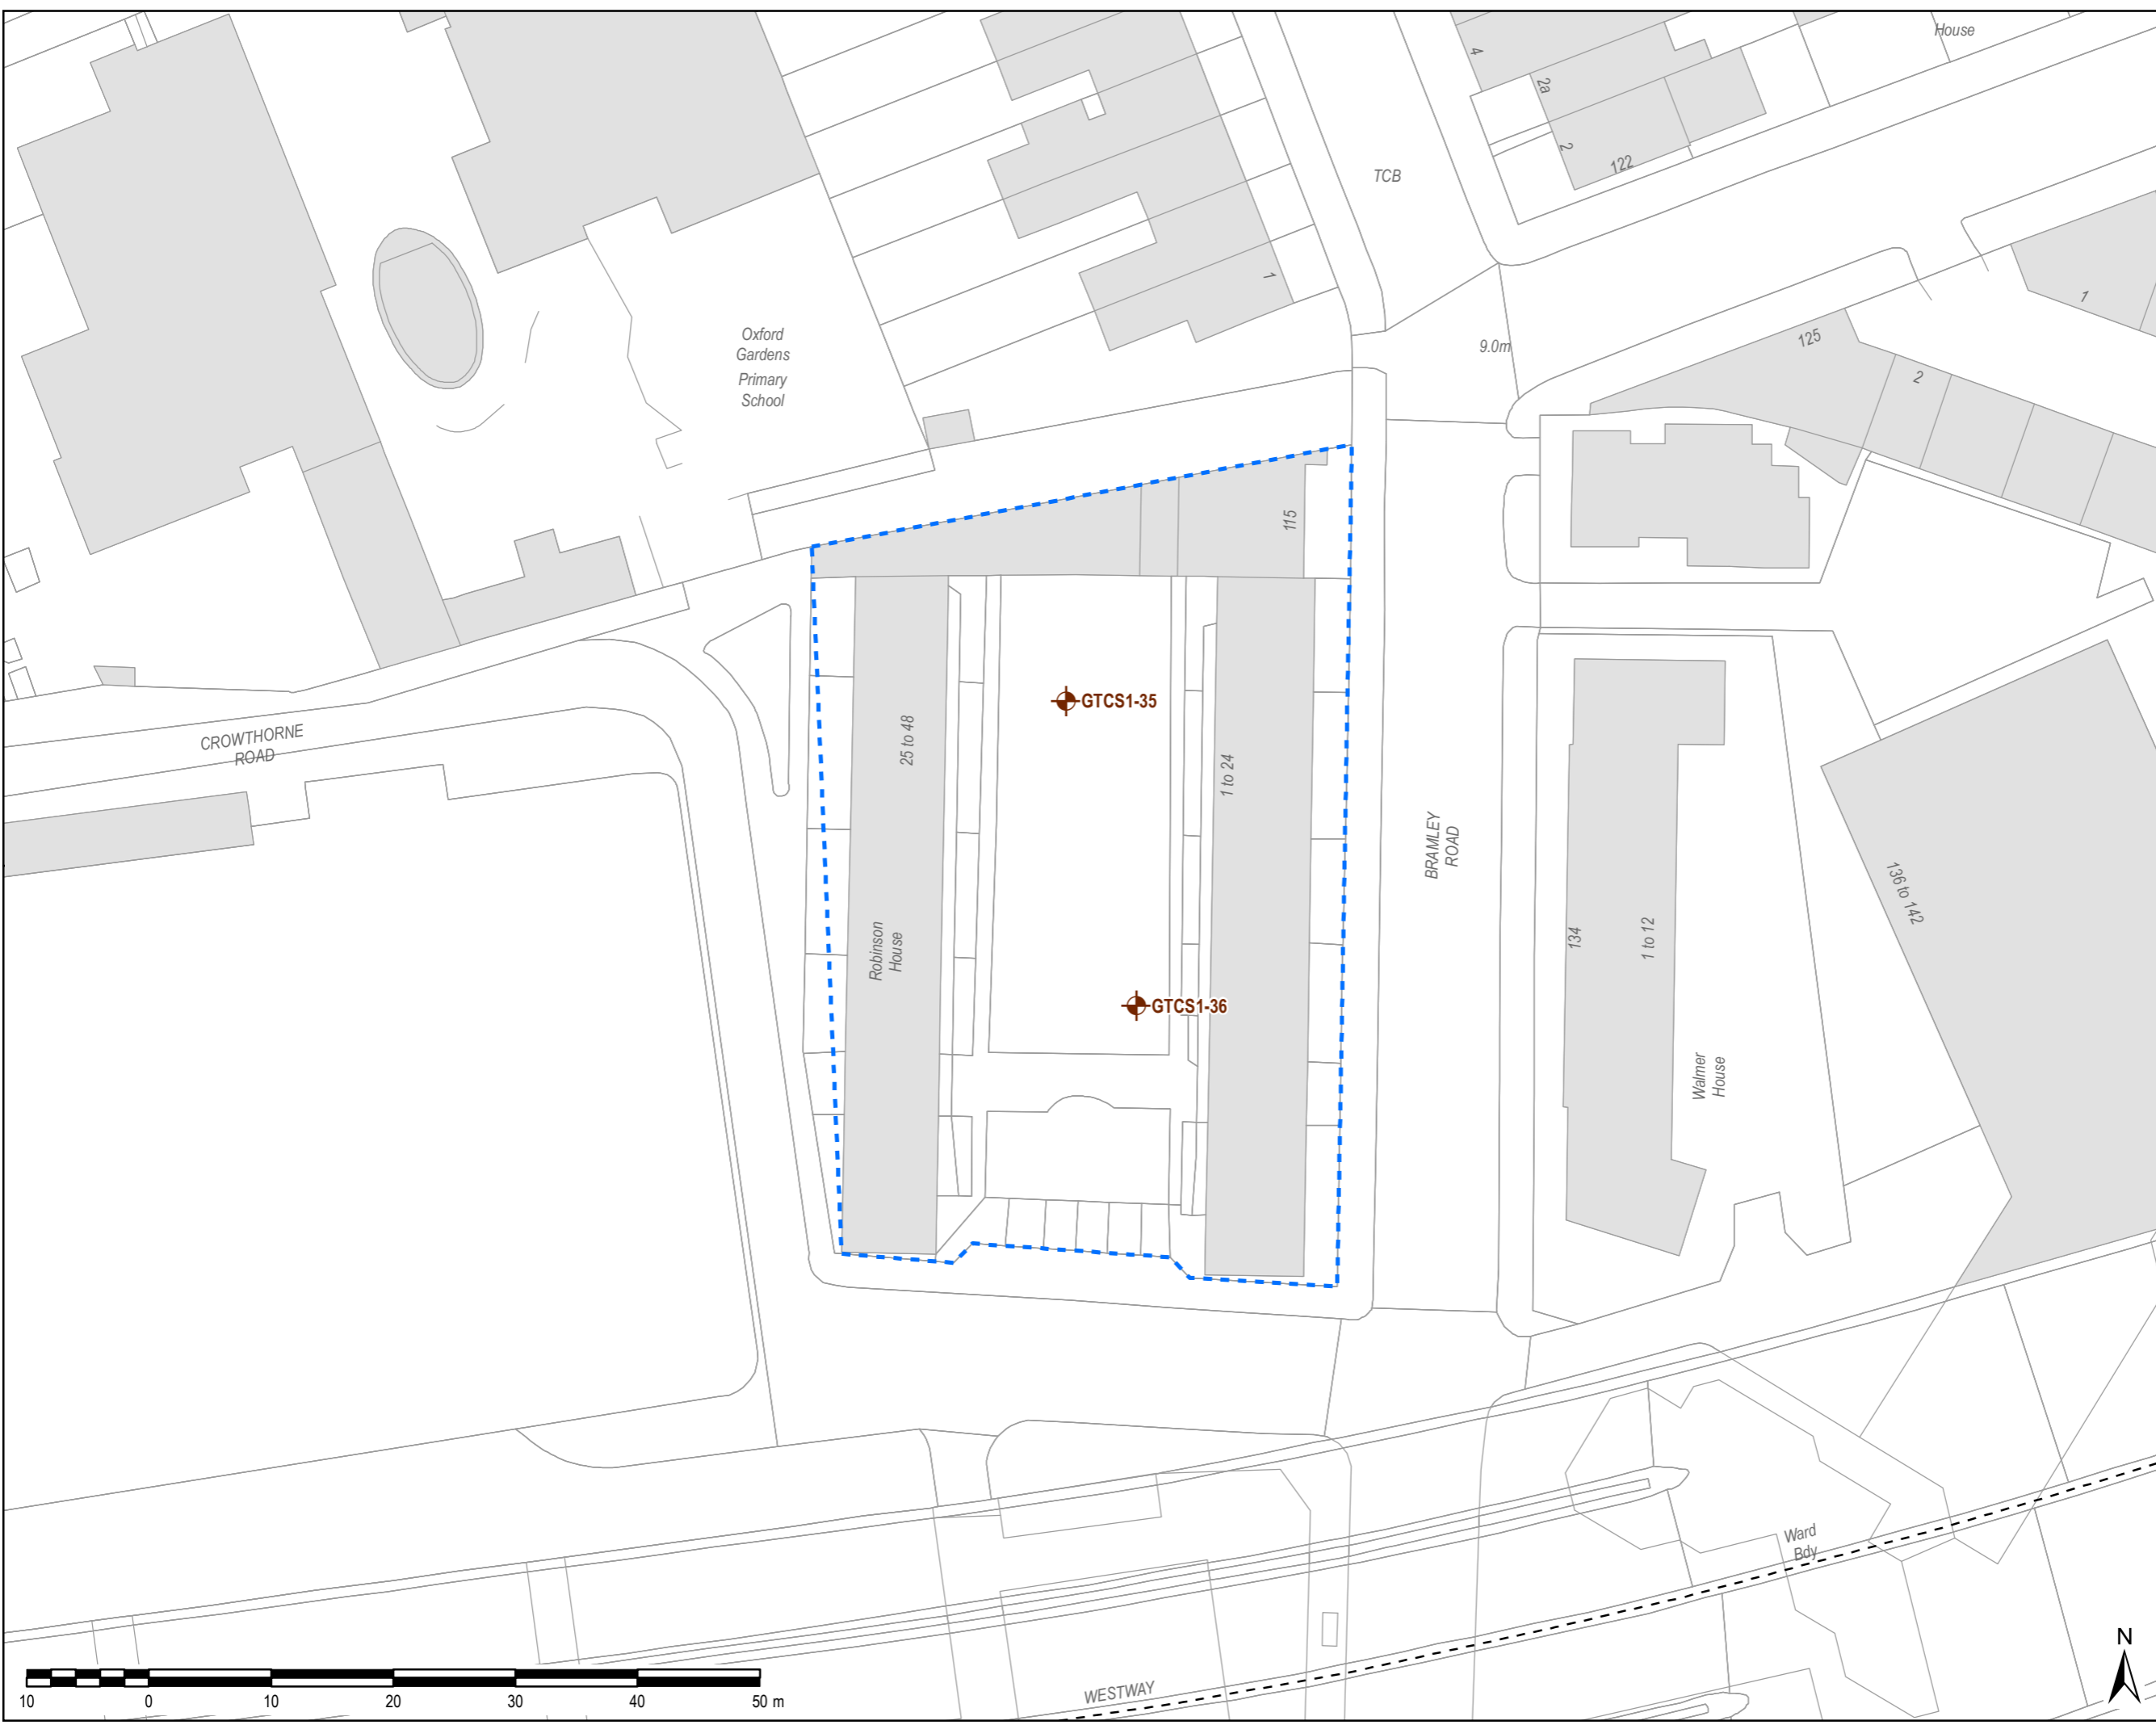 House
4
2a
2
122
TCB
1
1
Oxford
Gardens
Primary
School
9.0m
125
2
115
GTCS1-35
25 to 48
1 to 24
CROWTHORNE
ROAD
BRAMLEY
ROAD
136 to 142
Robinson
House
134
1 to 12
GTCS1-36
Walmer
House
Ward
Bdy
WESTWAY
N
10 0 10 20 30 40 50 m